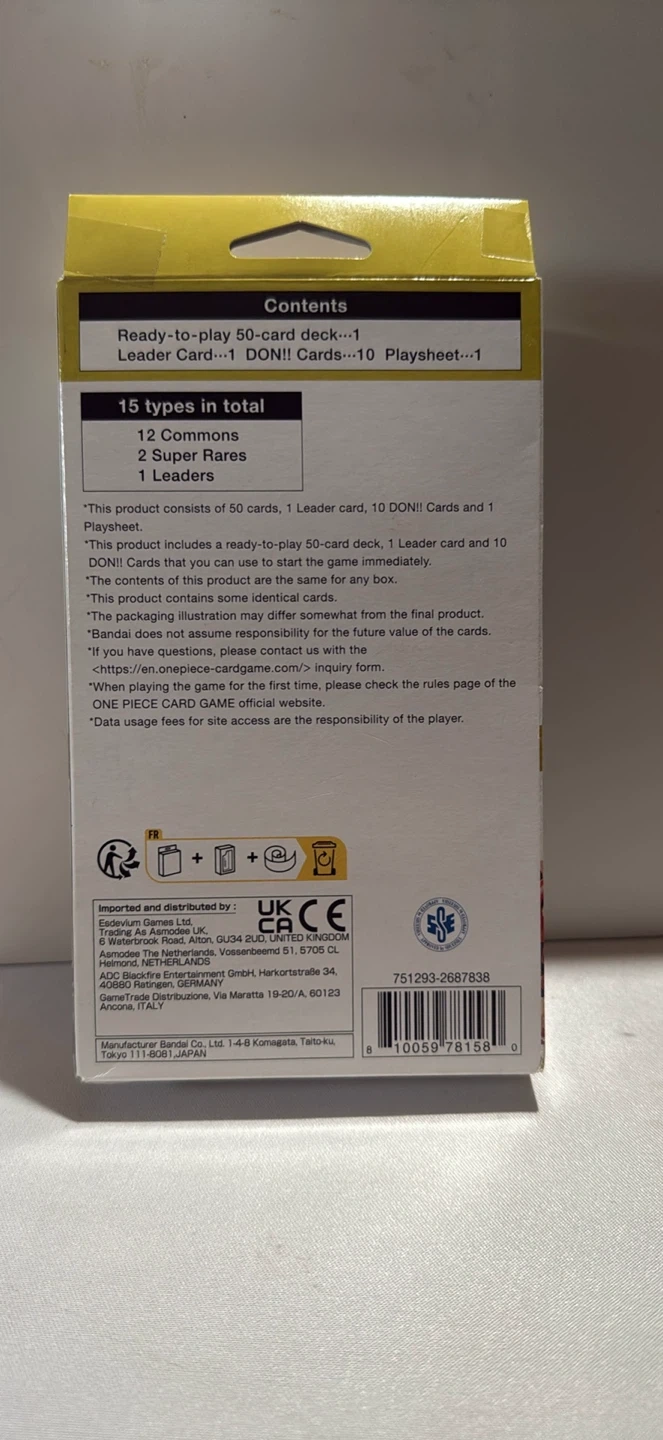 Contents
Ready-to-play 50-card deck…1
Leader Card…1 DON!! Cards…10 Playsheet…1
15 types in total
12 Commons
2 Super Rares
1 Leaders
*This product consists of 50 cards, 1 Leader card, 10 DON!! Cards and 1
Playsheet.
*This product includes a ready-to-play 50-card deck, 1 Leader card and 10
DON!! Cards that you can use to start the game immediately.
*The contents of this product are the same for any box.
*This product contains some identical cards.
*The packaging illustration may differ somewhat from the final product.
*Bandai does not assume responsibility for the future value of the cards.
*If you have questions, please contact us with the
<https://en.onepiece-cardgame.com/> inquiry form.
*When playing the game for the first time, please check the rules page of the
ONE PIECE CARD GAME official website.
*Data usage fees for site access are the responsibility of the player.
FR
Imported and distributed by :
UK
CA CE
Esdevium Games Ltd,
Trading As Asmodee UK,
6 Waterbrook Road, Alton, GU34 2UD, UNITED KINGDOM
Asmodee The Netherlands, Vossenbeemd 51, 5705 CL
Helmond, NETHERLANDS
ADC Blackfire Entertainment GmbH, Harkortstraße 34,
40880 Ratingen, GERMANY
GameTrade Distribuzione, Via Maratta 19-20/A, 60123
Ancona, ITALY
Manufacturer Bandai Co., Ltd. 1-4-8 Komagata, Taito-ku,
Tokyo 111-8081,JAPAN
751293-2687838
8 10059 78158 0